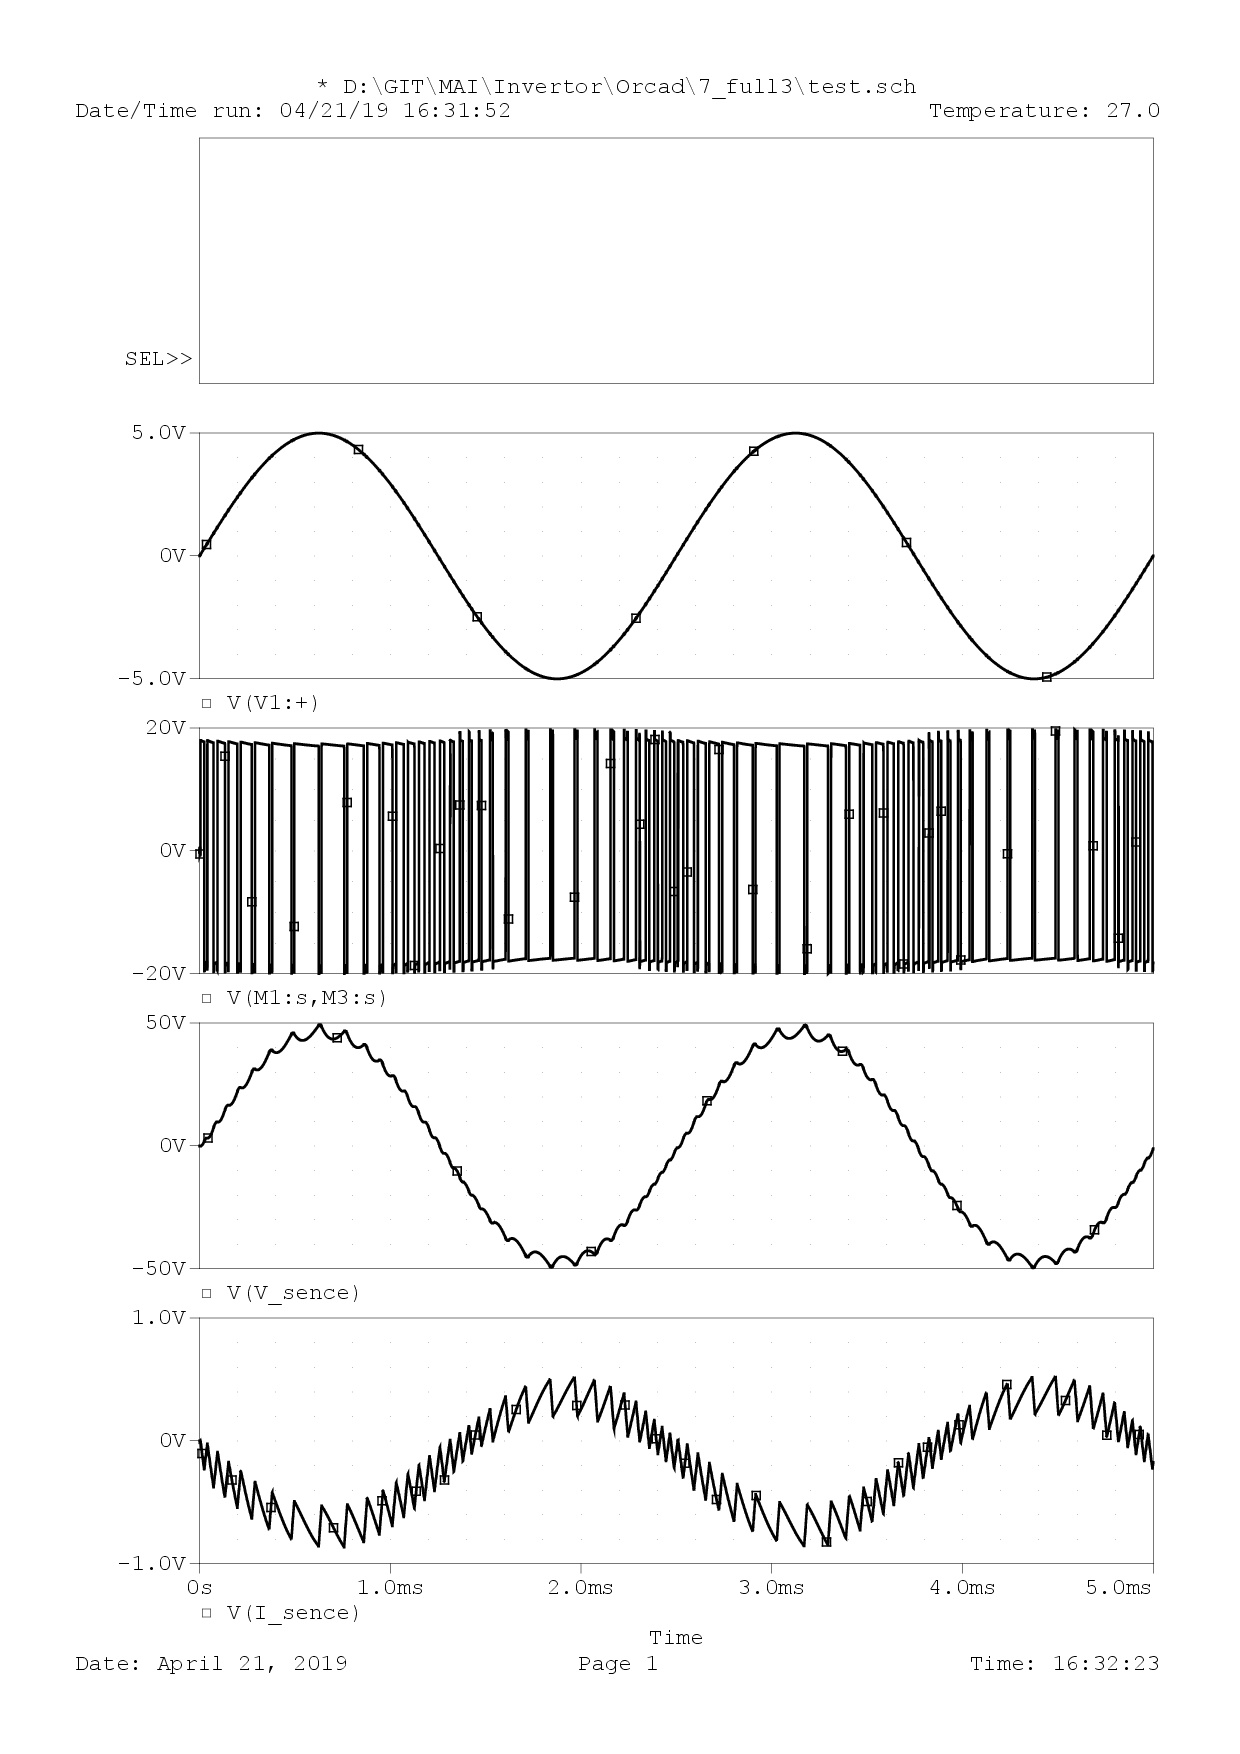 * D:\GIT\MAI\Invertor\Orcad\7_full3\test.sch
Date/Time run: 04/21/19 16:31:52 Temperature: 27.0
SEL>>
5.0V
0V
-5.0V
V(V1:+)
20V
0V
-20V
V(M1:s,M3:s)
50V
0V
-50V
V(V_sence)
1.0V
0V
-1.0V
0s 1.0ms 2.0ms 3.0ms 4.0ms 5.0ms
V(I_sence)
Time
Date: April 21, 2019 Page 1 Time: 16:32:23